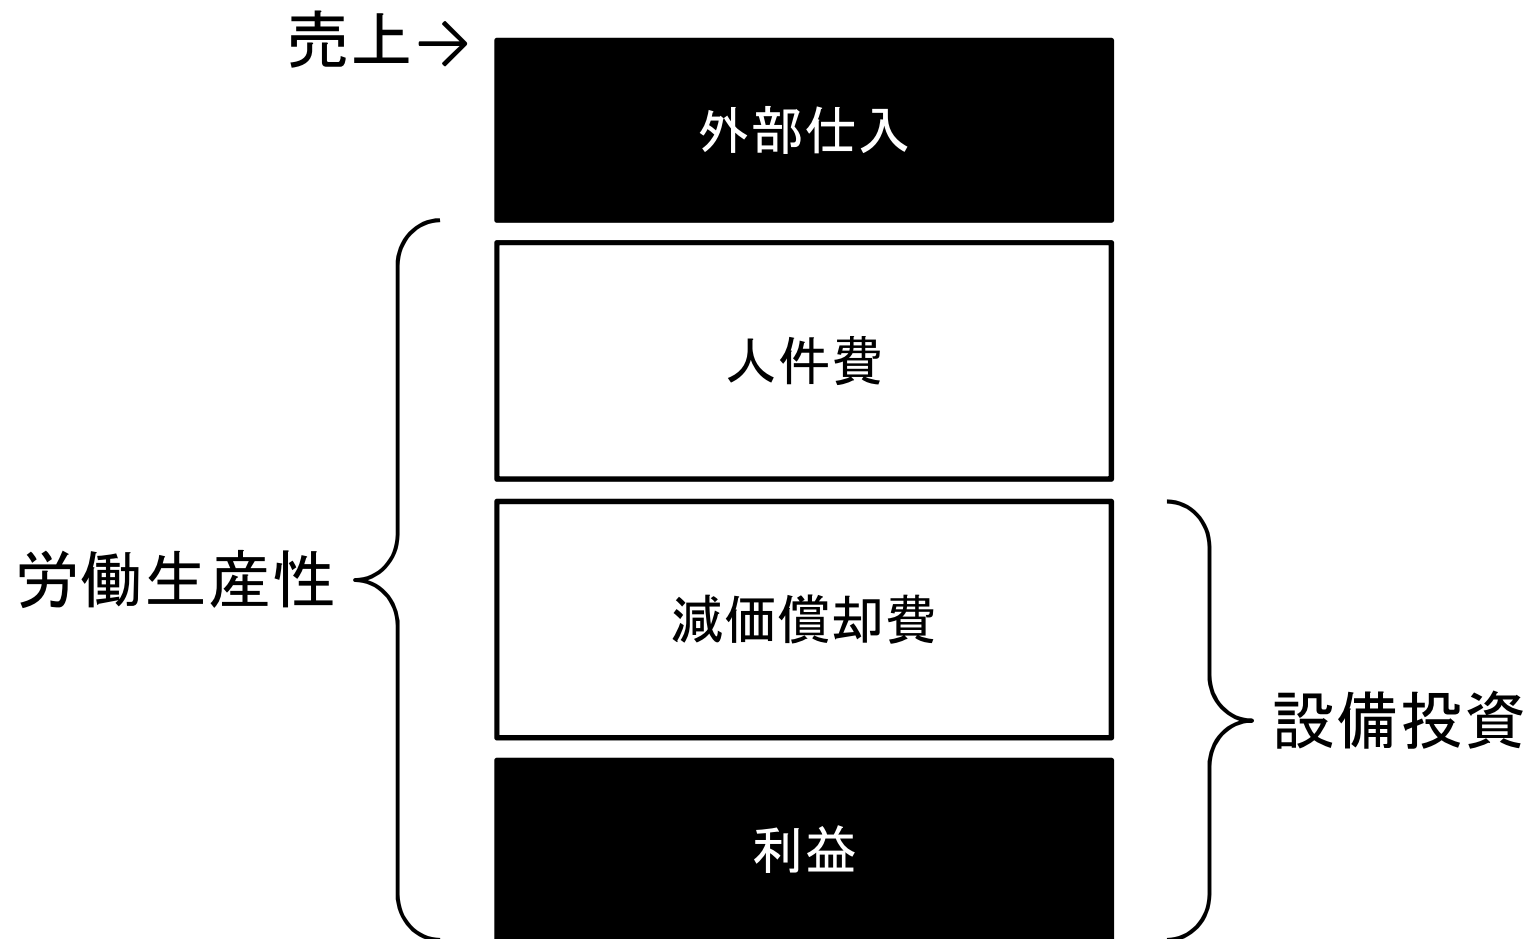 売上→
外部仕入
人件費
労働生産性
減価償却費
設備投資
利益